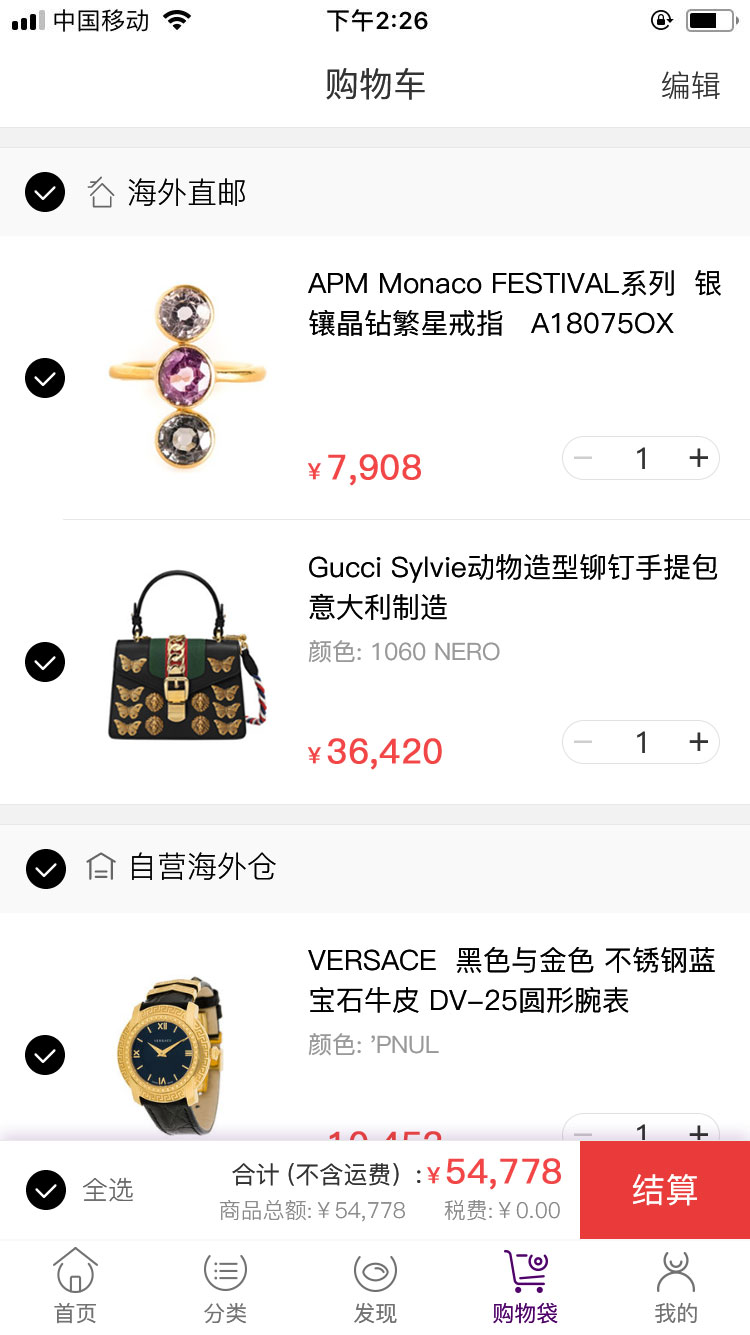 中国移动
下午2:26
购物车
编辑
海外直邮
APM Monaco FESTIVAL系列 银
镶晶钻繁星戒指 A18075OX
¥7,908
− 1 +
Gucci Sylvie动物造型铆钉手提包
意大利制造
颜色: 1060 NERO
¥36,420
− 1 +
自营海外仓
VERSACE 黑色与金色 不锈钢蓝
宝石牛皮 DV-25圆形腕表
颜色: ’PNUL
− 1 +
全选
合计 (不含运费) :¥54,778
商品总额:¥54,778 税费:¥0.00
结算
首页
分类
发现
购物袋
我的